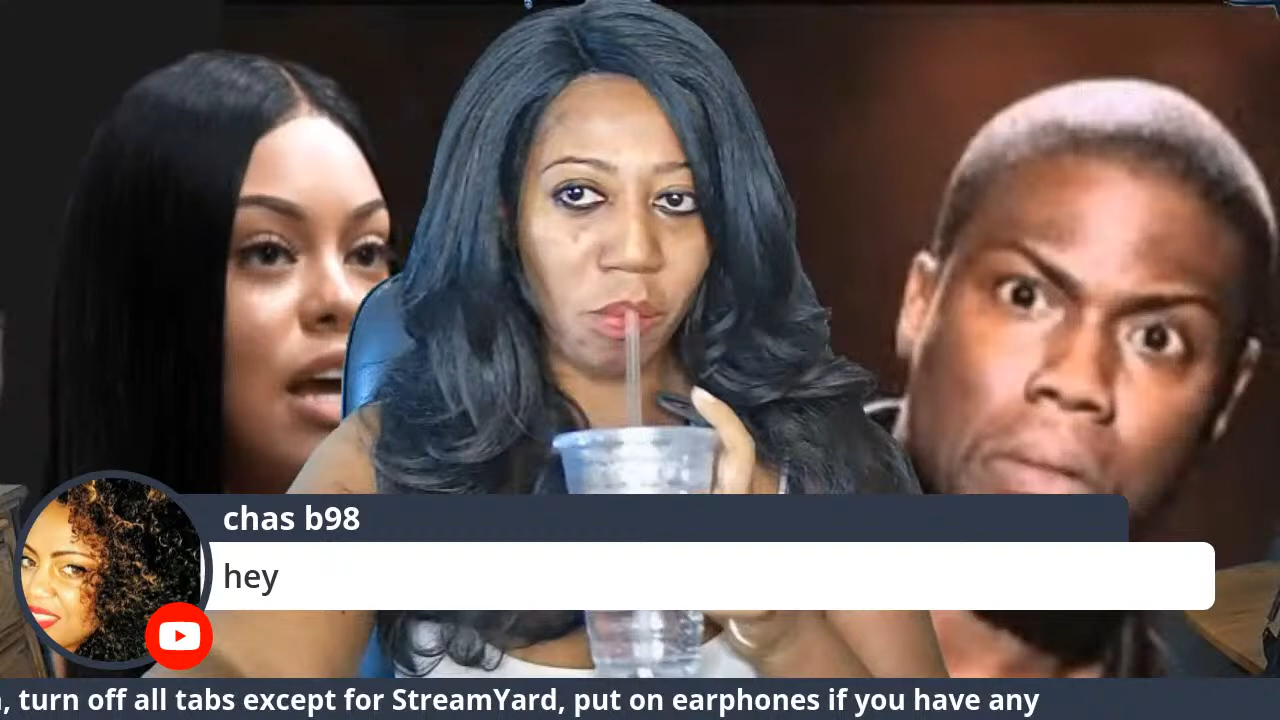 chas b98
hey
, turn off all tabs except for StreamYard, put on earphones if you have any